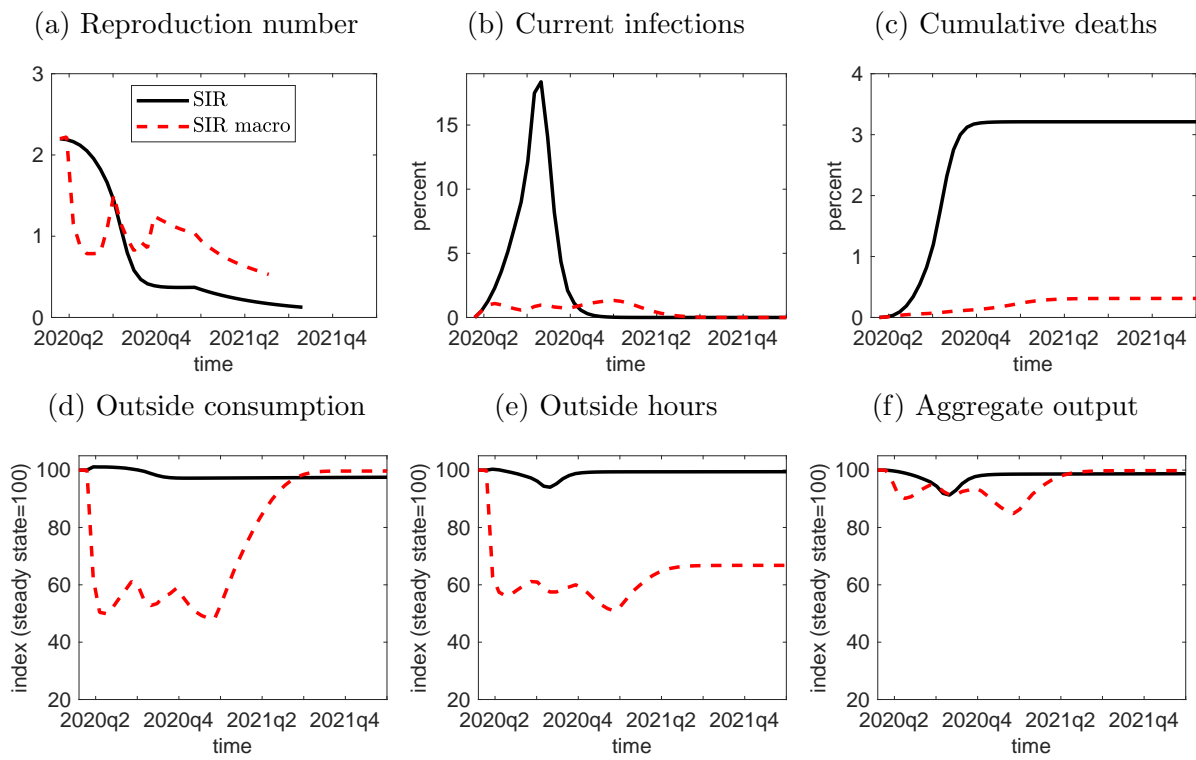 (a) Reproduction number
(b) Current infections
(c) Cumulative deaths
3
2
1
0
SIR
SIR macro
2020q2 2020q4 2021q2 2021q4
time
percent
15
10
5
0
2020q2 2020q4 2021q2 2021q4
time
percent
4
3
2
1
0
2020q2 2020q4 2021q2 2021q4
time
(d) Outside consumption
(e) Outside hours
(f) Aggregate output
index (steady state=100)
100
80
60
40
20
2020q2 2020q4 2021q2 2021q4
time
index (steady state=100)
100
80
60
40
20
2020q2 2020q4 2021q2 2021q4
time
index (steady state=100)
100
80
60
40
20
2020q2 2020q4 2021q2 2021q4
time